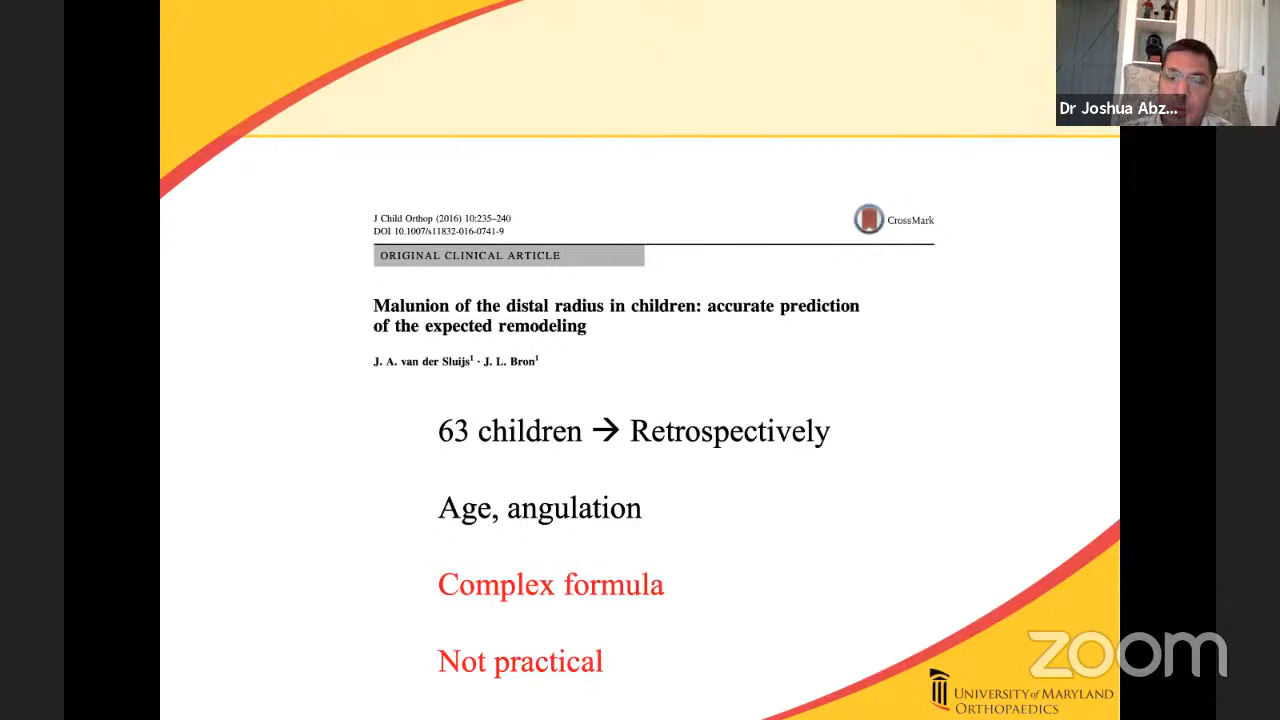 Dr Joshua Abz...
J Child Orthop (2016) 10:235–240
DOI 10.1007/s11832-016-0741-9
CrossMark
ORIGINAL CLINICAL ARTICLE
Malunion of the distal radius in children: accurate prediction
of the expected remodeling
J. A. van der Sluijs¹ · J. L. Bron¹
63 children → Retrospectively
Age, angulation
Complex formula
Not practical
zoom
UNIVERSITY of MARYLAND
ORTHOPAEDICS